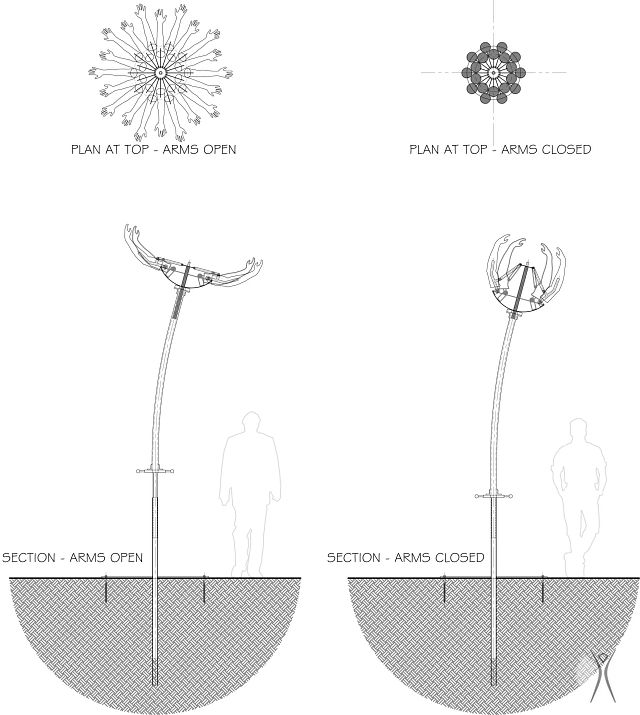 PLAN AT TOP - ARMS OPEN
PLAN AT TOP - ARMS CLOSED
SECTION - ARMS OPEN
SECTION - ARMS CLOSED